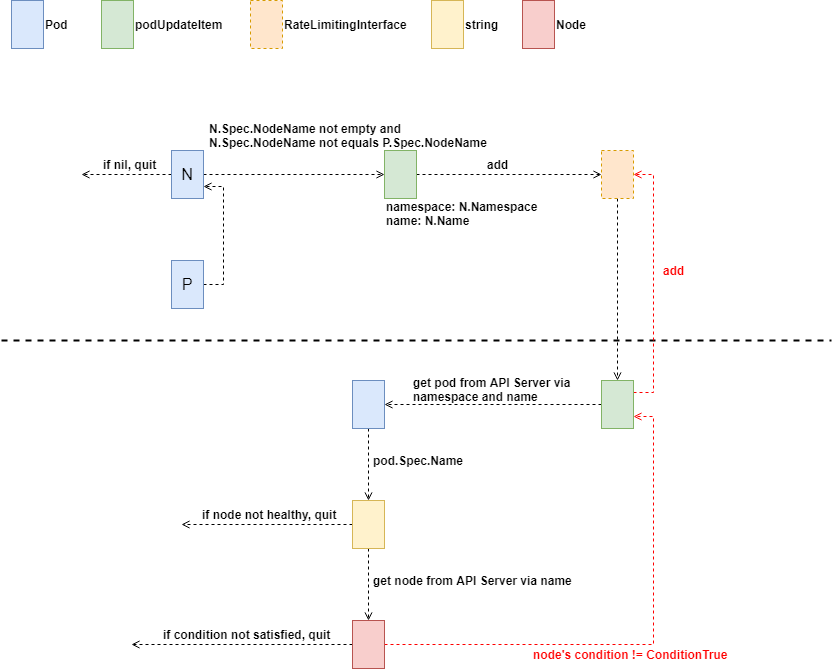 Pod
podUpdateItem
RateLimitingInterface
string
Node
N.Spec.NodeName not empty and
N.Spec.NodeName not equals P.Spec.NodeName
if nil, quit
N
add
namespace: N.Namespace
name: N.Name
add
P
get pod from API Server via
namespace and name
pod.Spec.Name
if node not healthy, quit
get node from API Server via name
if condition not satisfied, quit
node's condition != ConditionTrue